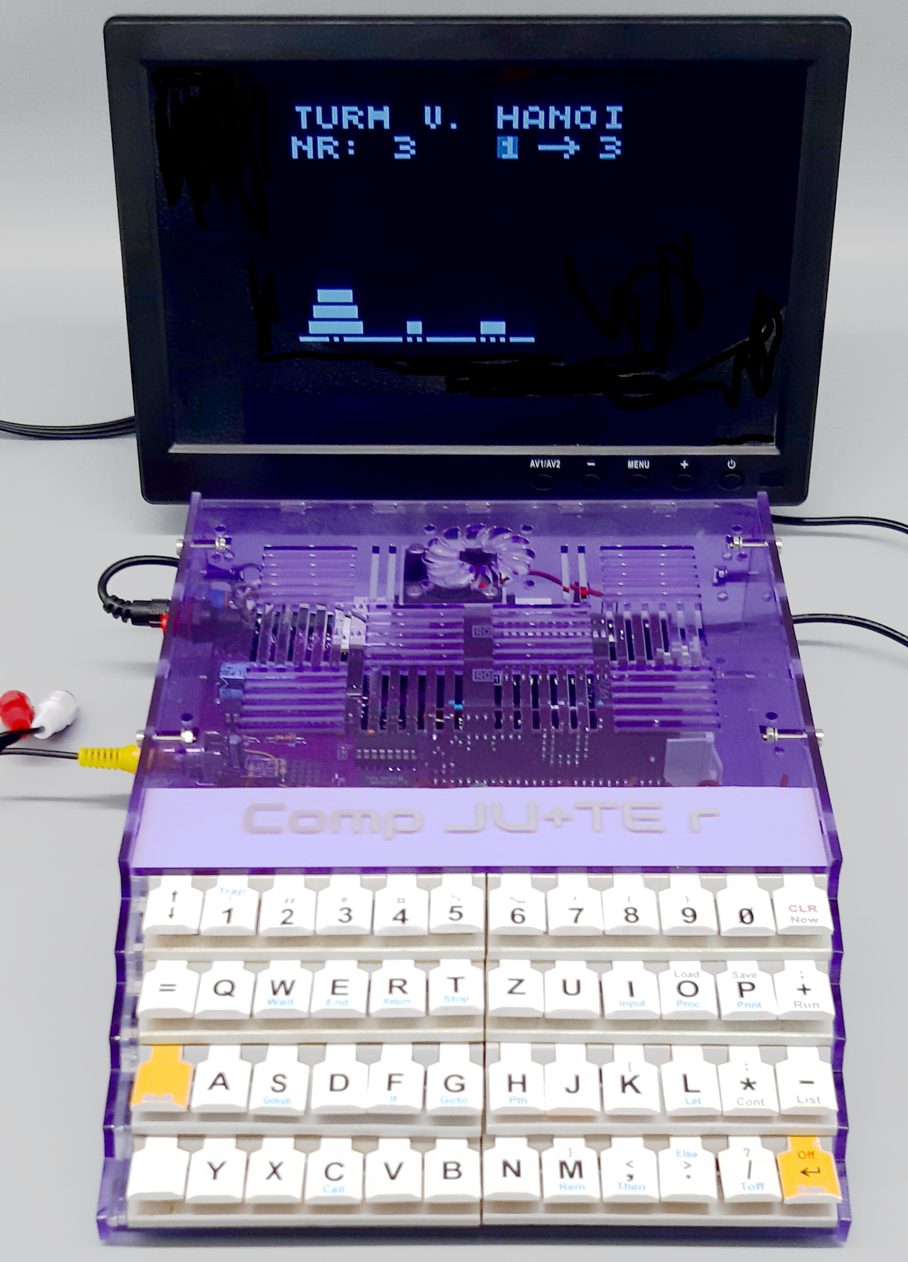 TURM V. HANOI
NR: 3 1 → 3
AV1/AV2 − MENU +
Comp JU+TE r
Trap CLR
↑ 1 2 3 4 5 6 7 8 9 0 New
↓
Load Save ;
= Q W E R T Z U I O P +
Wait End Return Stop Input Proc Print Run
A S D F G H J K L * −
Gosub If Goto Pth Let Cont List
] < Else ? Off
Y X C V B N M ; > . / ↵
Call Rem Then Toff